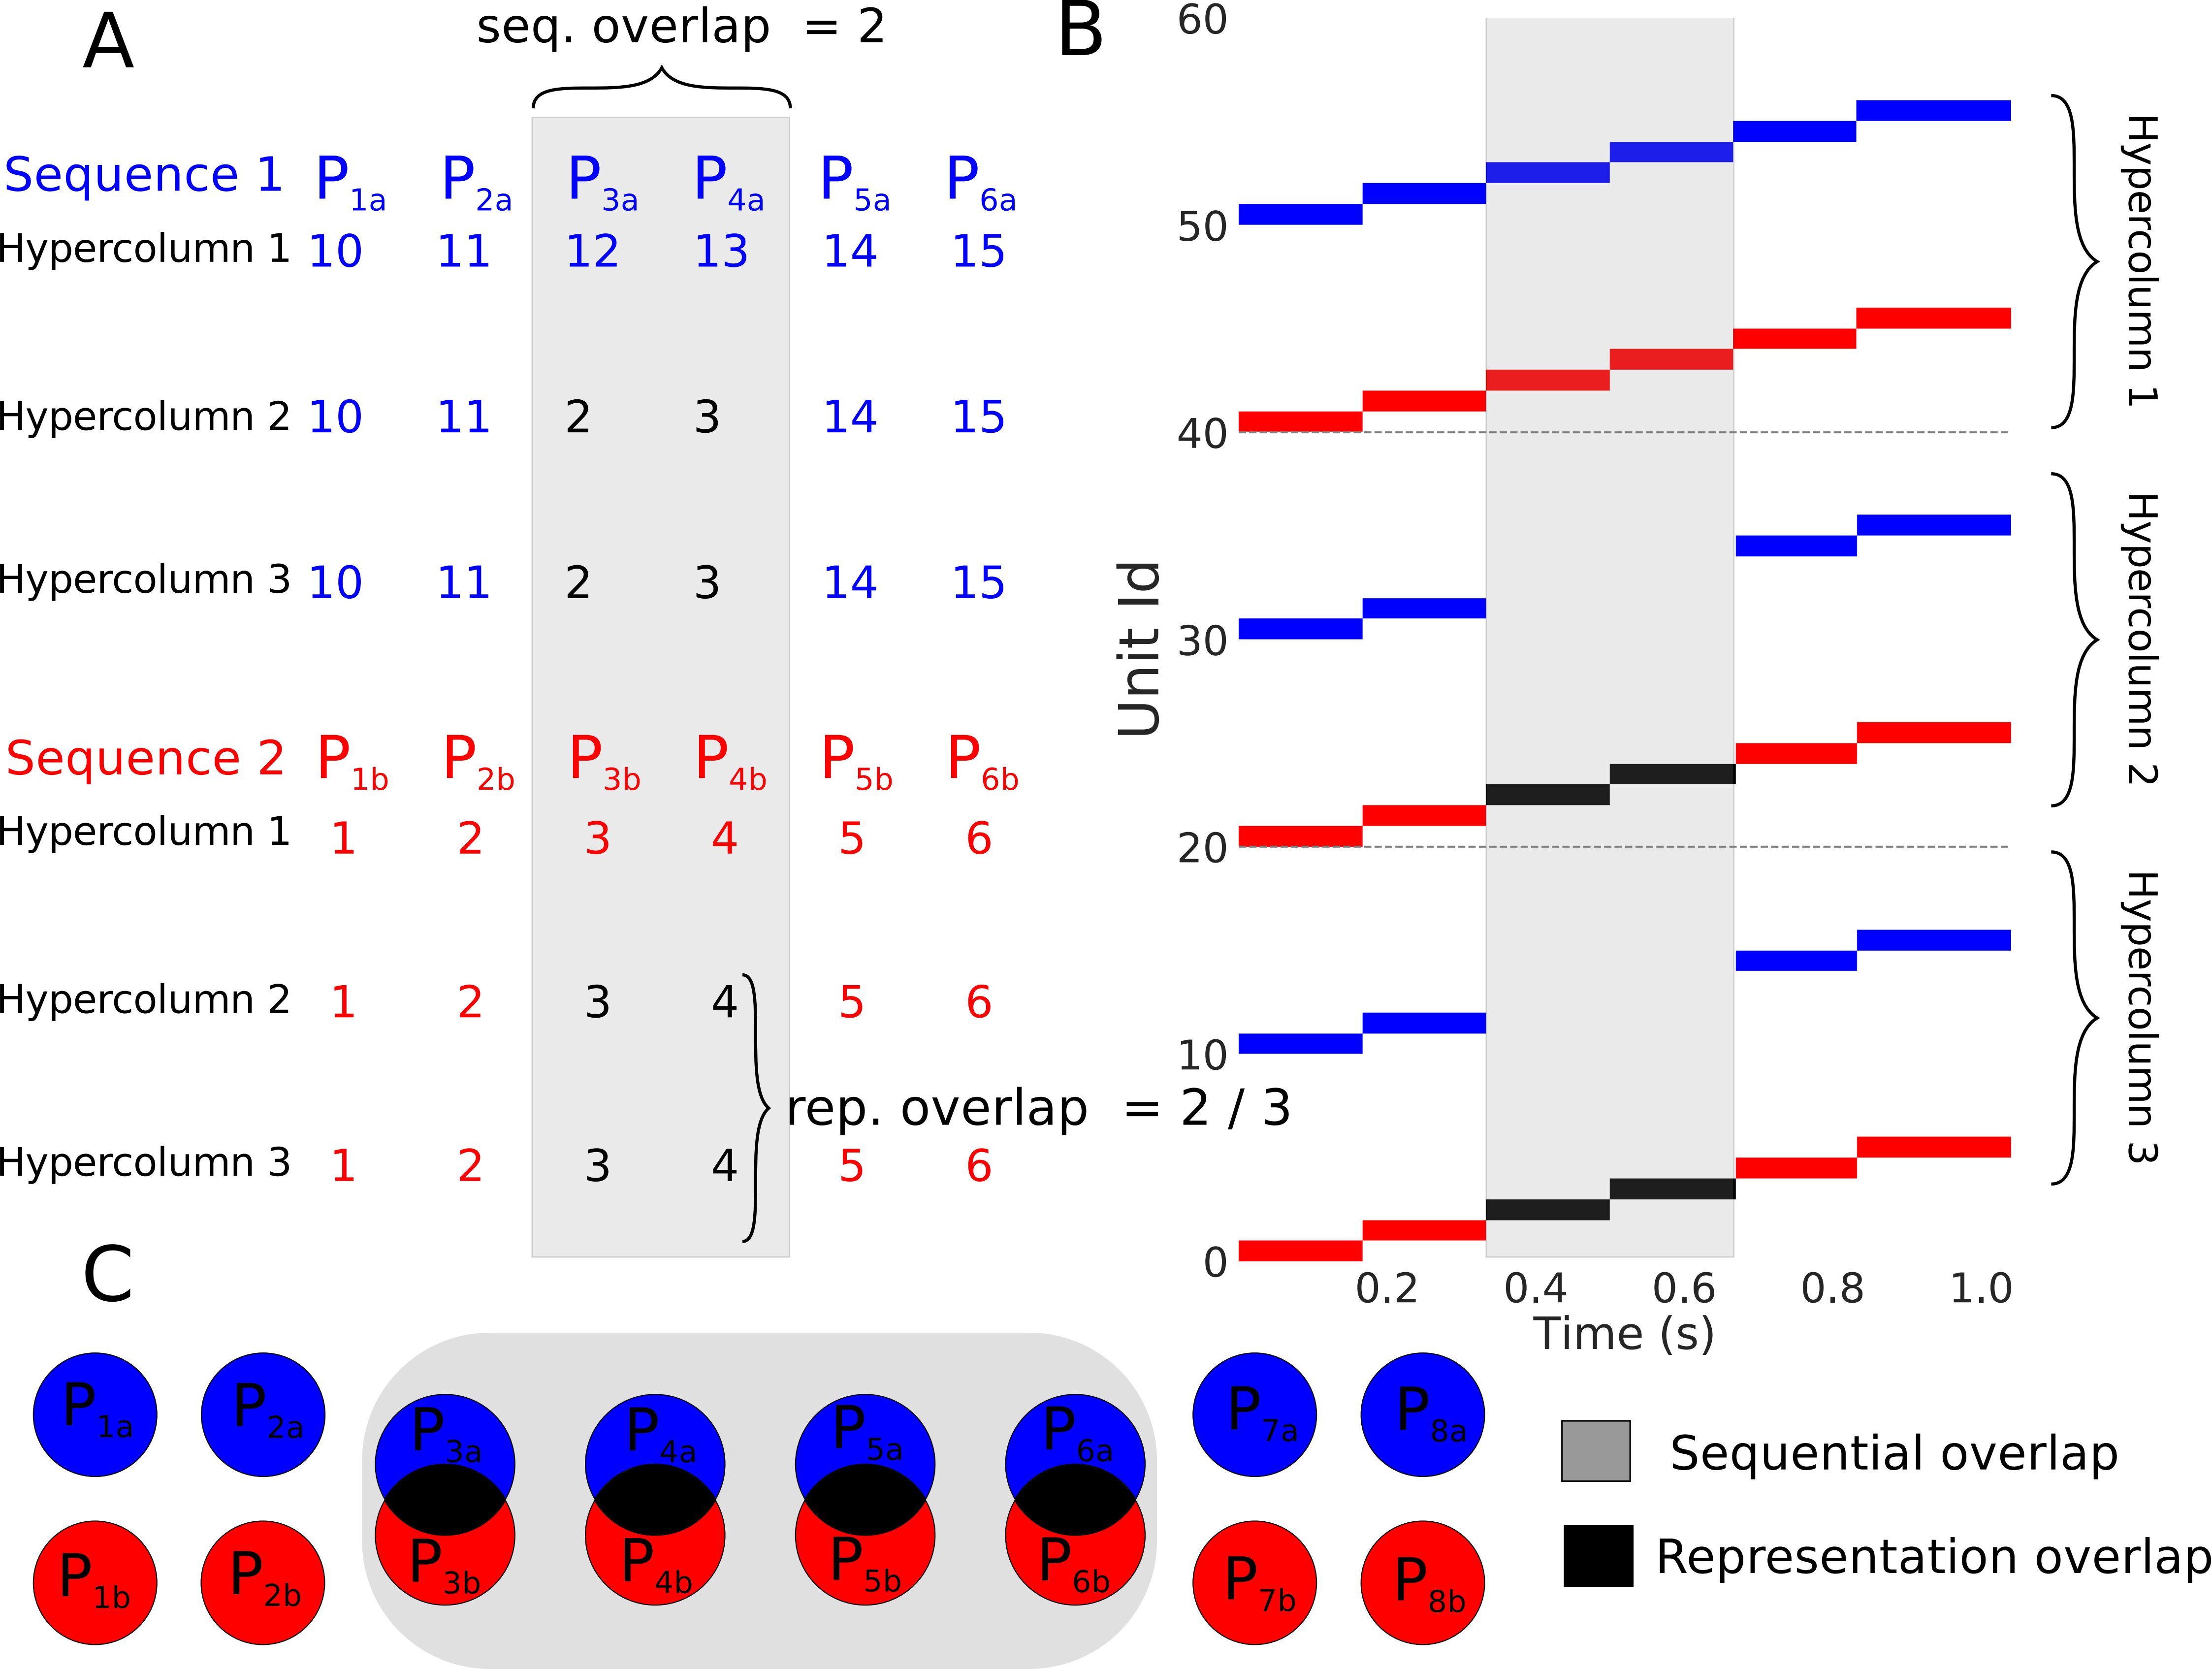 A
seq. overlap = 2
Sequence 1 P1a P2a P3a P4a P5a P6a
Hypercolumn 1 10 11 12 13 14 15
Hypercolumn 2 10 11 2 3 14 15
Hypercolumn 3 10 11 2 3 14 15
Sequence 2 P1b P2b P3b P4b P5b P6b
Hypercolumn 1 1 2 3 4 5 6
Hypercolumn 2 1 2 3 4 5 6
rep. overlap = 2 / 3
Hypercolumn 3 1 2 3 4 5 6
B
60
50
40
30
20
10
0
Unit Id
0.2 0.4 0.6 0.8 1.0
Time (s)
Hypercolumn 1
Hypercolumn 2
Hypercolumn 3
C
P1a P2a P3a P4a P5a P6a P7a P8a
P1b P2b P3b P4b P5b P6b P7b P8b
Sequential overlap
Representation overlap